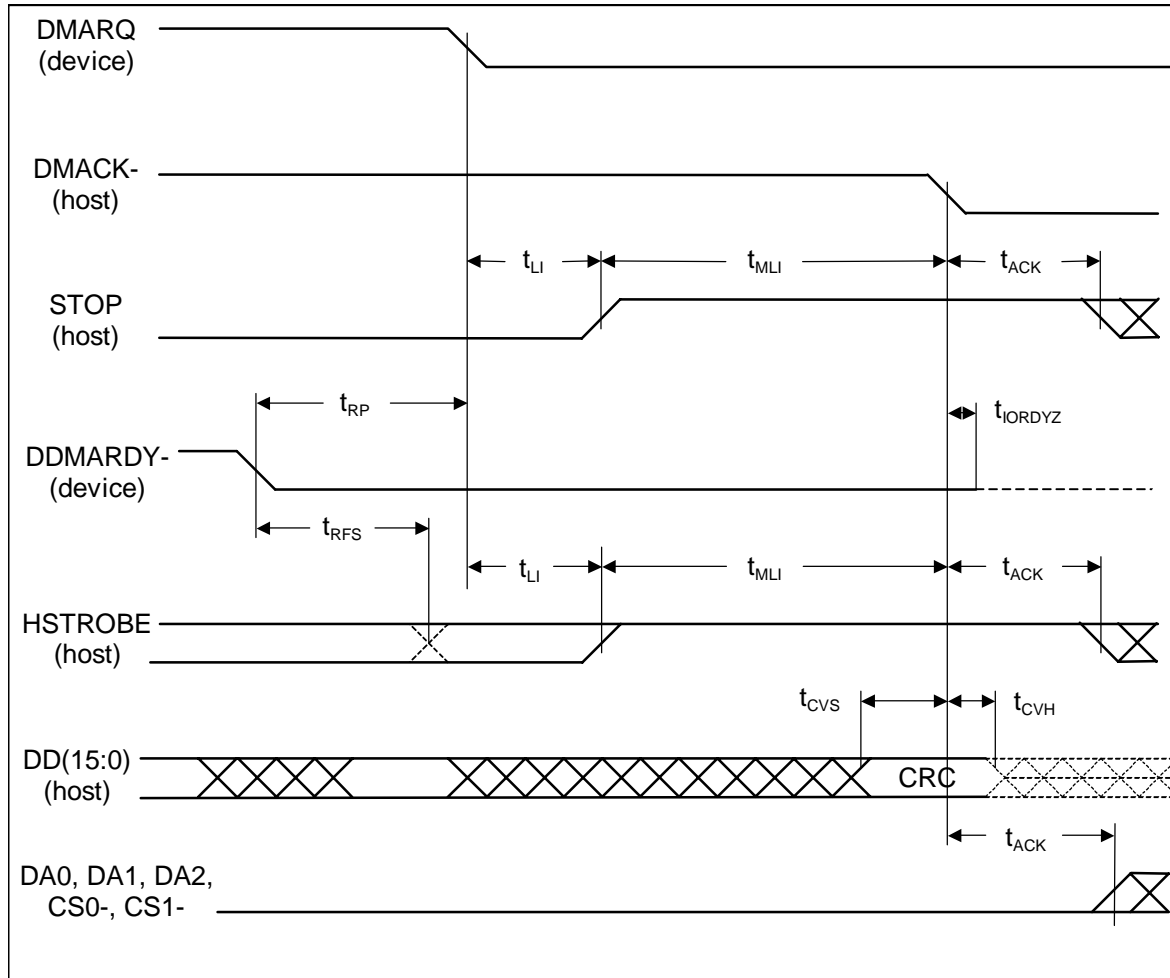 DMARQ
(device)
DMACK-
(host)
tLI
tMLI
tACK
STOP
(host)
tRP
tIORDYZ
DDMARDY-
(device)
tRFS
tLI
tMLI
tACK
HSTROBE
(host)
tCVS
tCVH
DD(15:0)
(host)
CRC
tACK
DA0, DA1, DA2,
CS0-, CS1-